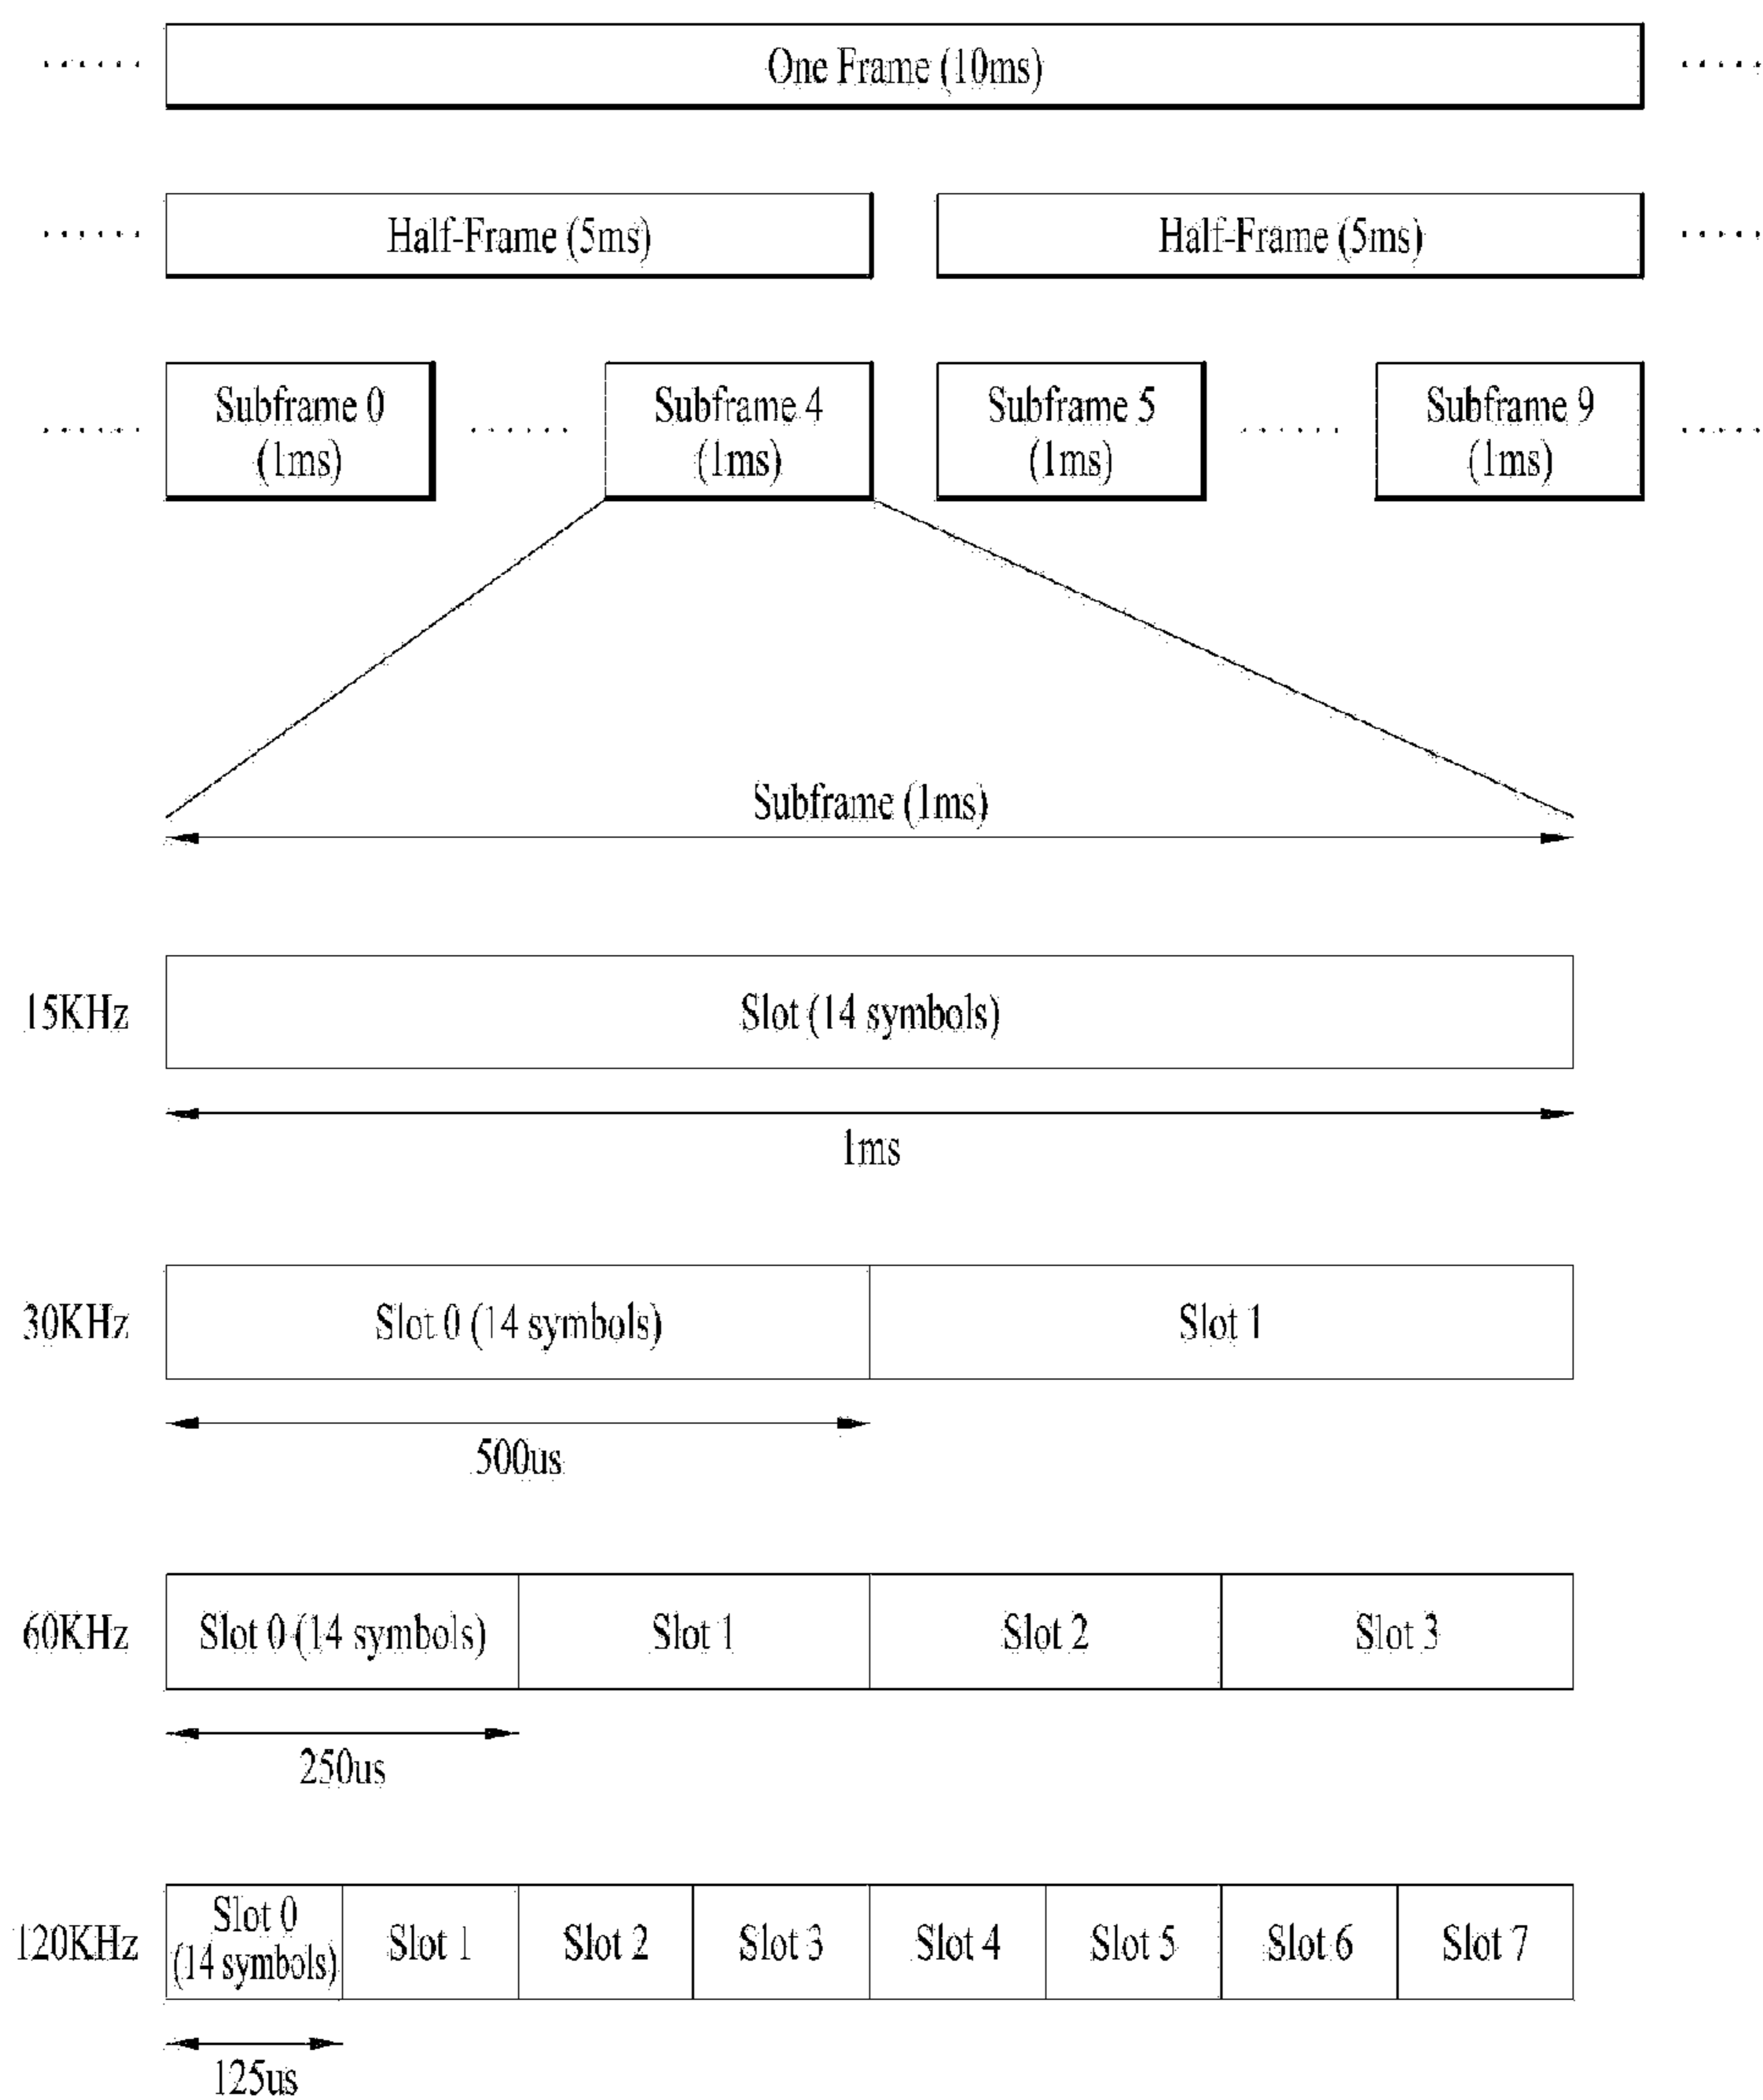 One Frame (10ms)
Half-Frame (5ms) Half-Frame (5ms)
Subframe 0 Subframe 4 Subframe 5 Subframe 9
(1ms) (1ms) (1ms) (1ms)
Subframe (1ms)
15KHz Slot (14 symbols)
1ms
30KHz Slot 0 (14 symbols) Slot 1
500us
60KHz Slot 0 (14 symbols) Slot 1 Slot 2 Slot 3
250us
120KHz Slot 0 (14 symbols) Slot 1 Slot 2 Slot 3 Slot 4 Slot 5 Slot 6 Slot 7
125us